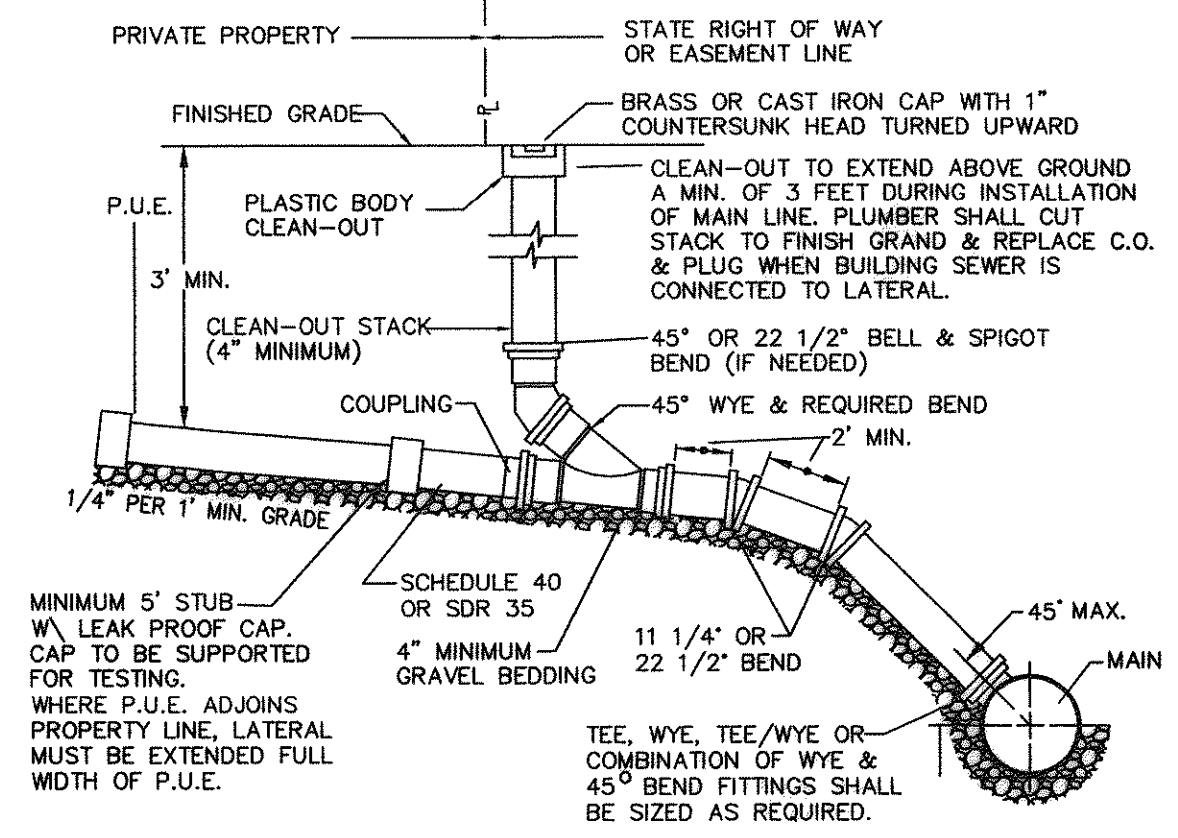 PRIVATE PROPERTY
STATE RIGHT OF WAY
OR EASEMENT LINE
PL
FINISHED GRADE
BRASS OR CAST IRON CAP WITH 1"
COUNTERSUNK HEAD TURNED UPWARD
P.U.E.
3' MIN.
PLASTIC BODY
CLEAN-OUT
CLEAN-OUT TO EXTEND ABOVE GROUND
A MIN. OF 3 FEET DURING INSTALLATION
OF MAIN LINE. PLUMBER SHALL CUT
STACK TO FINISH GRAND & REPLACE C.O.
& PLUG WHEN BUILDING SEWER IS
CONNECTED TO LATERAL.
CLEAN-OUT STACK
(4" MINIMUM)
45° OR 22 1/2° BELL & SPIGOT
BEND (IF NEEDED)
COUPLING
45° WYE & REQUIRED BEND
2' MIN.
1/4" PER 1' MIN. GRADE
SCHEDULE 40
OR SDR 35
MINIMUM 5' STUB
W\ LEAK PROOF CAP.
CAP TO BE SUPPORTED
FOR TESTING.
WHERE P.U.E. ADJOINS
PROPERTY LINE, LATERAL
MUST BE EXTENDED FULL
WIDTH OF P.U.E.
4" MINIMUM
GRAVEL BEDDING
11 1/4° OR
22 1/2° BEND
45° MAX.
MAIN
TEE, WYE, TEE/WYE OR
COMBINATION OF WYE &
45° BEND FITTINGS SHALL
BE SIZED AS REQUIRED.